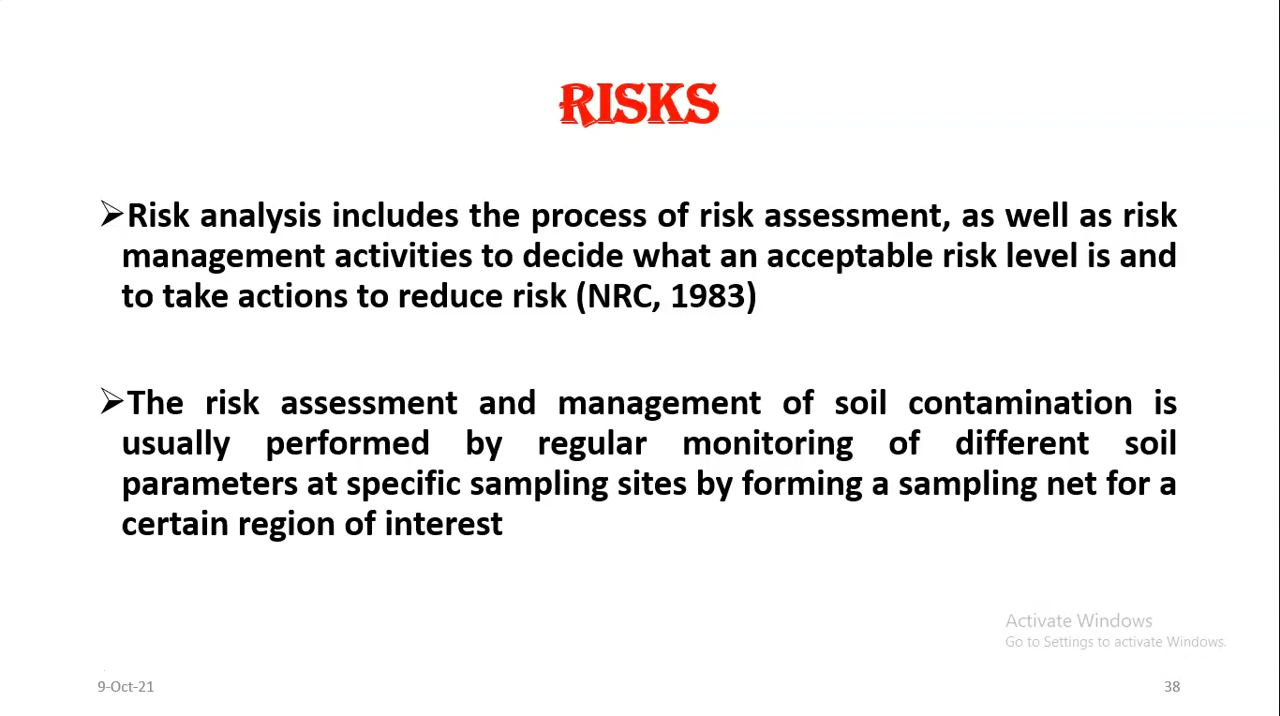 RISKS
➢Risk analysis includes the process of risk assessment, as well as risk
management activities to decide what an acceptable risk level is and
to take actions to reduce risk (NRC, 1983)
➢The risk assessment and management of soil contamination is
usually performed by regular monitoring of different soil
parameters at specific sampling sites by forming a sampling net for a
certain region of interest
Activate Windows
Go to Settings to activate Windows.
9-Oct-21
38